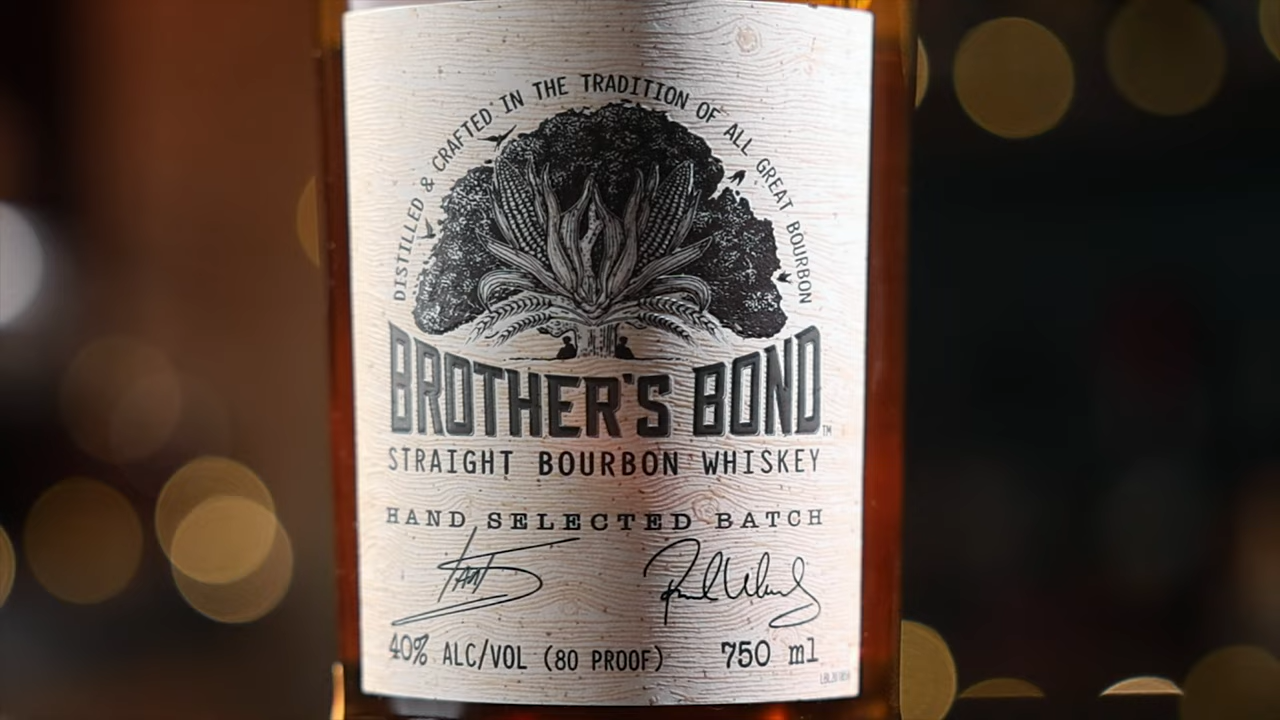 DISTILLED & CRAFTED IN THE TRADITION OF ALL GREAT BOURBON
BROTHER'S BOND™
STRAIGHT BOURBON WHISKEY
HAND SELECTED BATCH
40% ALC/VOL (80 PROOF) 750 ml